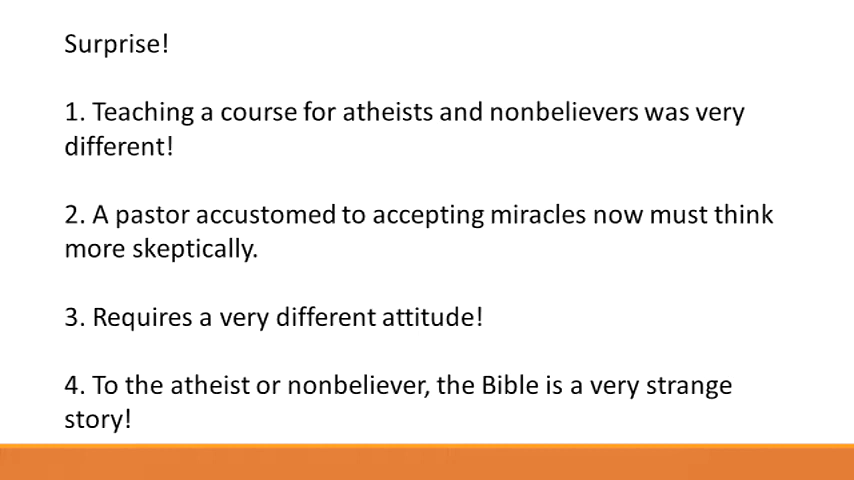 Surprise!
1. Teaching a course for atheists and nonbelievers was very
different!
2. A pastor accustomed to accepting miracles now must think
more skeptically.
3. Requires a very different attitude!
4. To the atheist or nonbeliever, the Bible is a very strange
story!